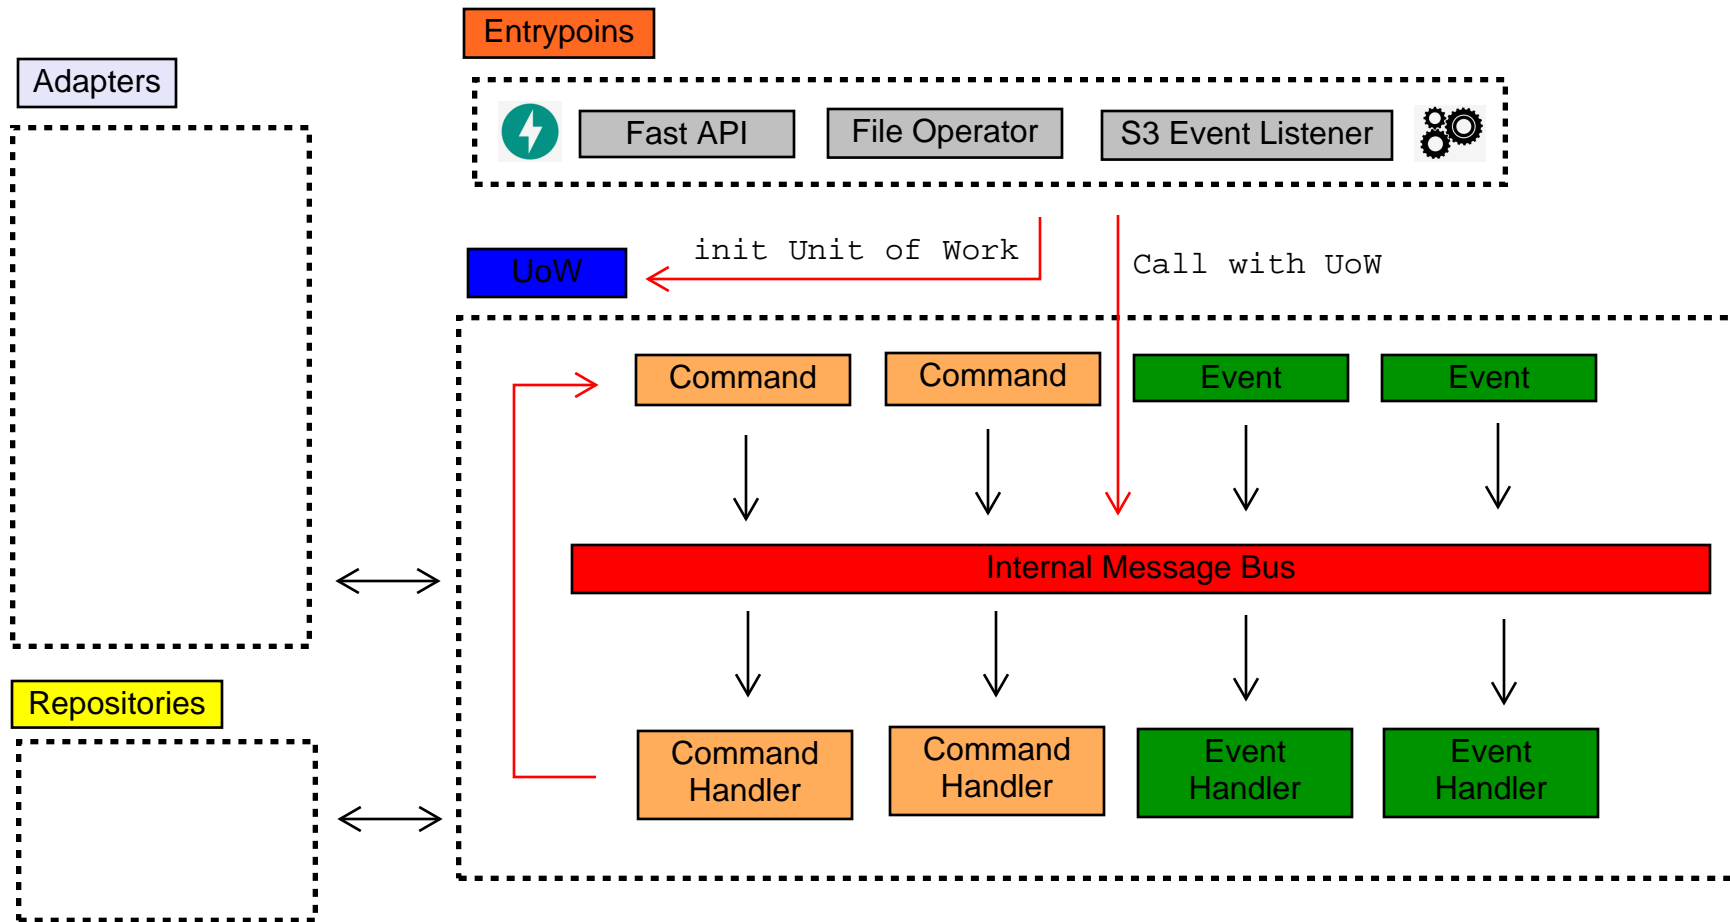 Entrypoins
Adapters
Fast API
File Operator
S3 Event Listener
init Unit of Work
UoW
Call with UoW
Command
Command
Event
Event
Internal Message Bus
Repositories
Command
Handler
Command
Handler
Event
Handler
Event
Handler